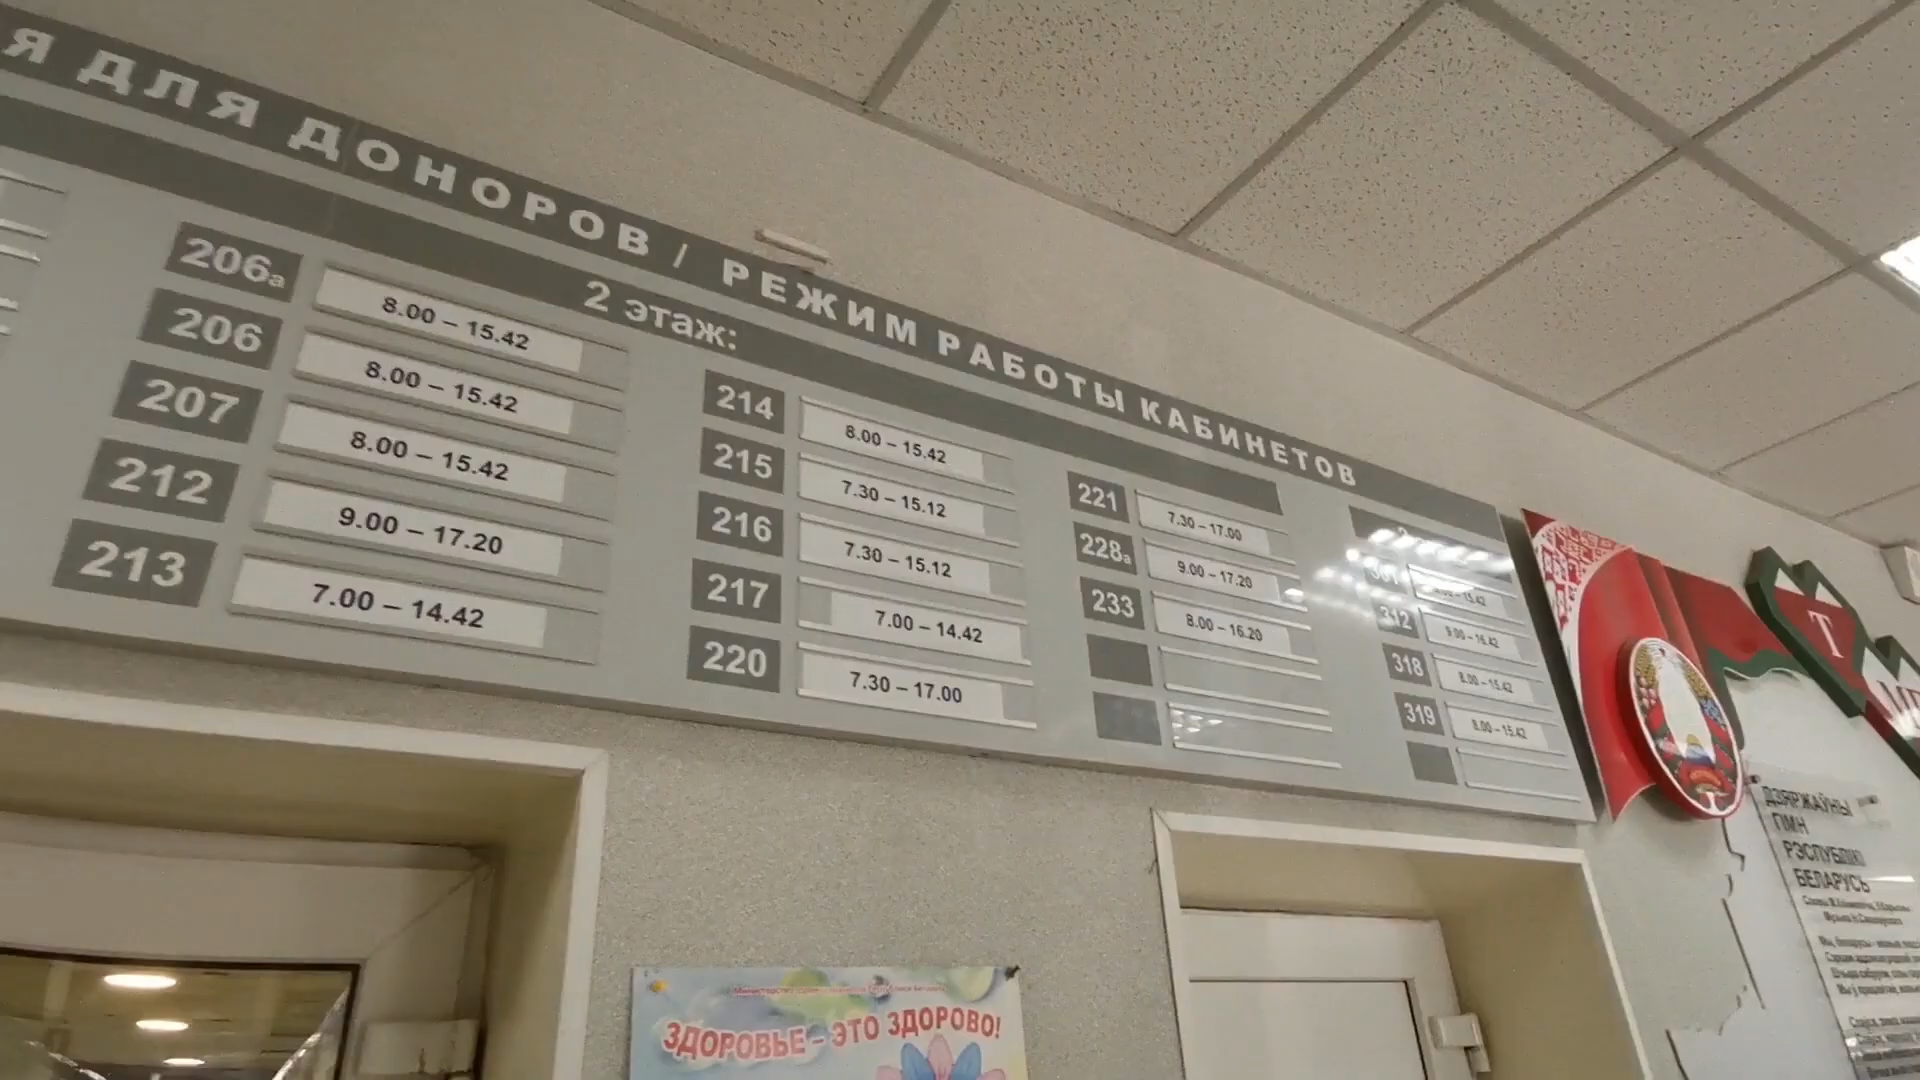 Я ДЛЯ ДОНОРОВ / РЕЖИМ РАБОТЫ КАБИНЕТОВ
2 этаж:
206а 8.00 – 15.42
206 8.00 – 15.42
207 8.00 – 15.42
212 9.00 – 17.20
213 7.00 – 14.42
214 8.00 – 15.42
215 7.30 – 15.12
216 7.30 – 15.12
217 7.00 – 14.42
220 7.30 – 17.00
221 7.30 – 17.00
228а 9.00 – 17.20
233 8.00 – 16.20
312 9.00 – 16.42
318 8.00 – 15.42
319 8.00 – 15.42
Т
ДЗЯРЖАЎНЫ
ГІМН
РЭСПУБЛІКІ
БЕЛАРУСЬ
ЗДОРОВЬЕ – ЭТО ЗДОРОВО!